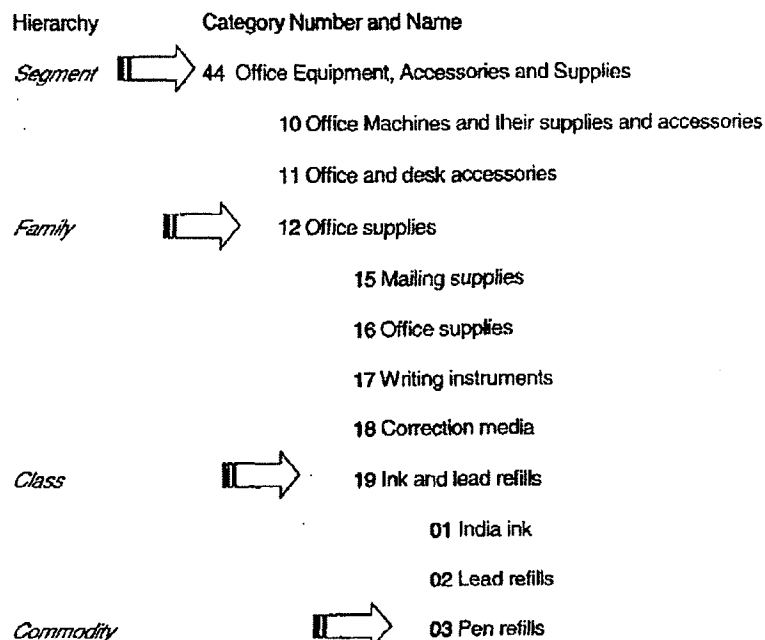 Hierarchy Category Number and Name
Segment 44 Office Equipment, Accessories and Supplies
10 Office Machines and their supplies and accessories
11 Office and desk accessories
Family 12 Office supplies
15 Mailing supplies
16 Office supplies
17 Writing instruments
18 Correction media
Class 19 Ink and lead refills
01 India ink
02 Lead refills
Commodity 03 Pen refills